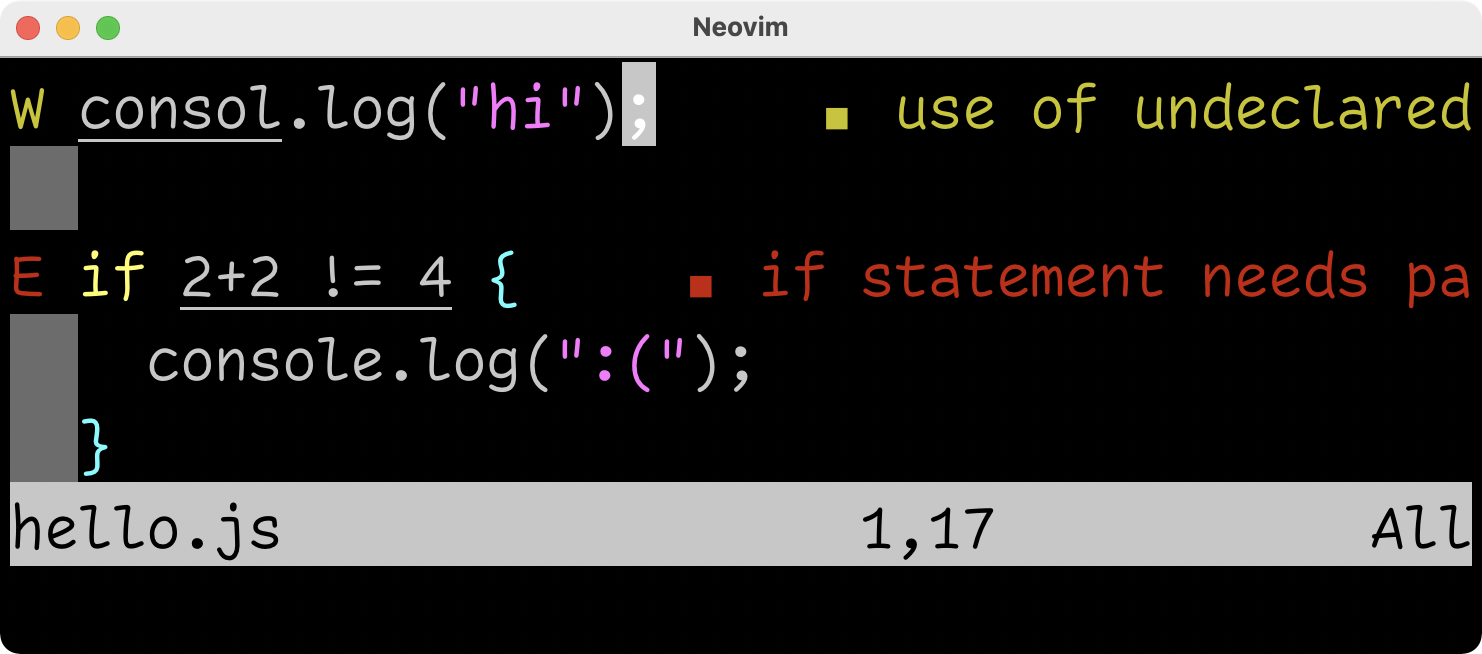 Neovim
W consol.log("hi"); ■ use of undeclared
E if 2+2 != 4 { ■ if statement needs pa
console.log(":(");
}
hello.js 1,17 All